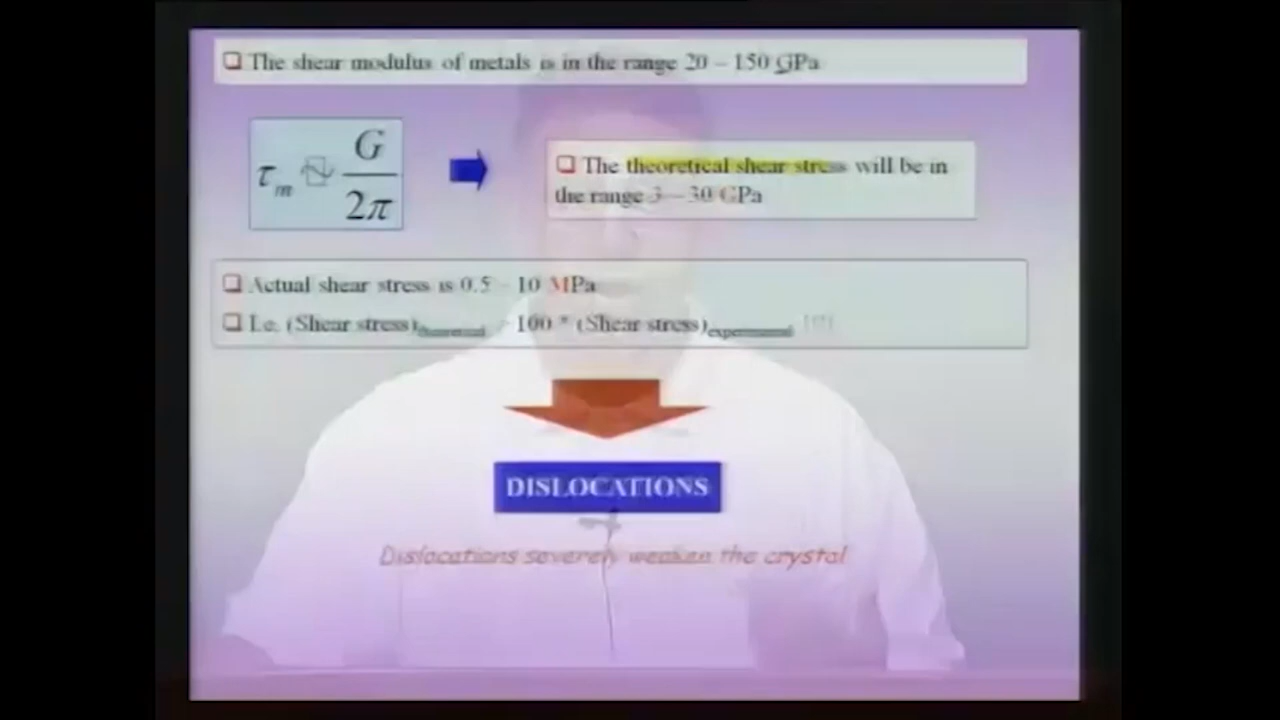 The shear modulus of metals is in the range 20 – 150 GPa
τm ~ G
2π
The theoretical shear stress will be in
the range 3 – 30 GPa
Actual shear stress is 0.5 – 10 MPa
I.e. (Shear stress)theoretical > 100 * (Shear stress)experimental
DISLOCATIONS
Dislocations severely weaken the crystal